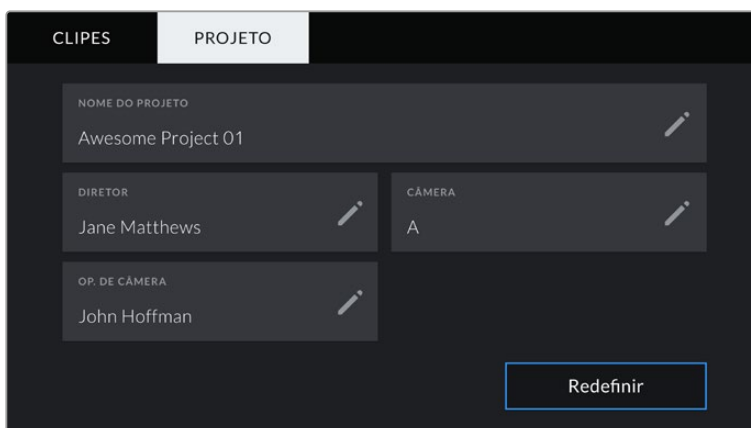 CLIPES PROJETO
NOME DO PROJETO
Awesome Project 01
DIRETOR
Jane Matthews
CÂMERA
A
OP. DE CÂMERA
John Hoffman
Redefinir